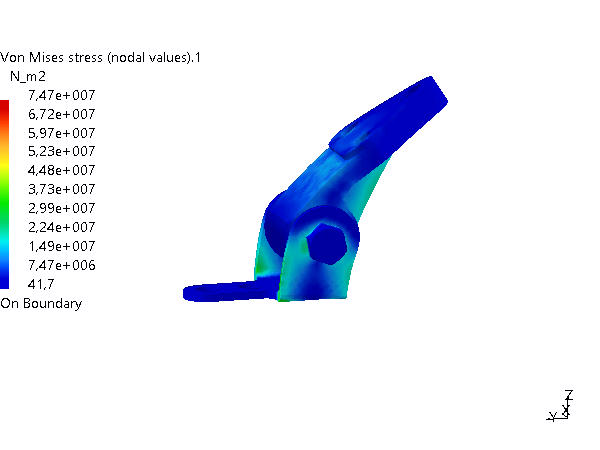 Von Mises stress (nodal values).1
N_m2
7,47e+007
6,72e+007
5,97e+007
5,23e+007
4,48e+007
3,73e+007
2,99e+007
2,24e+007
1,49e+007
7,47e+006
41,7
On Boundary
Z
Y X